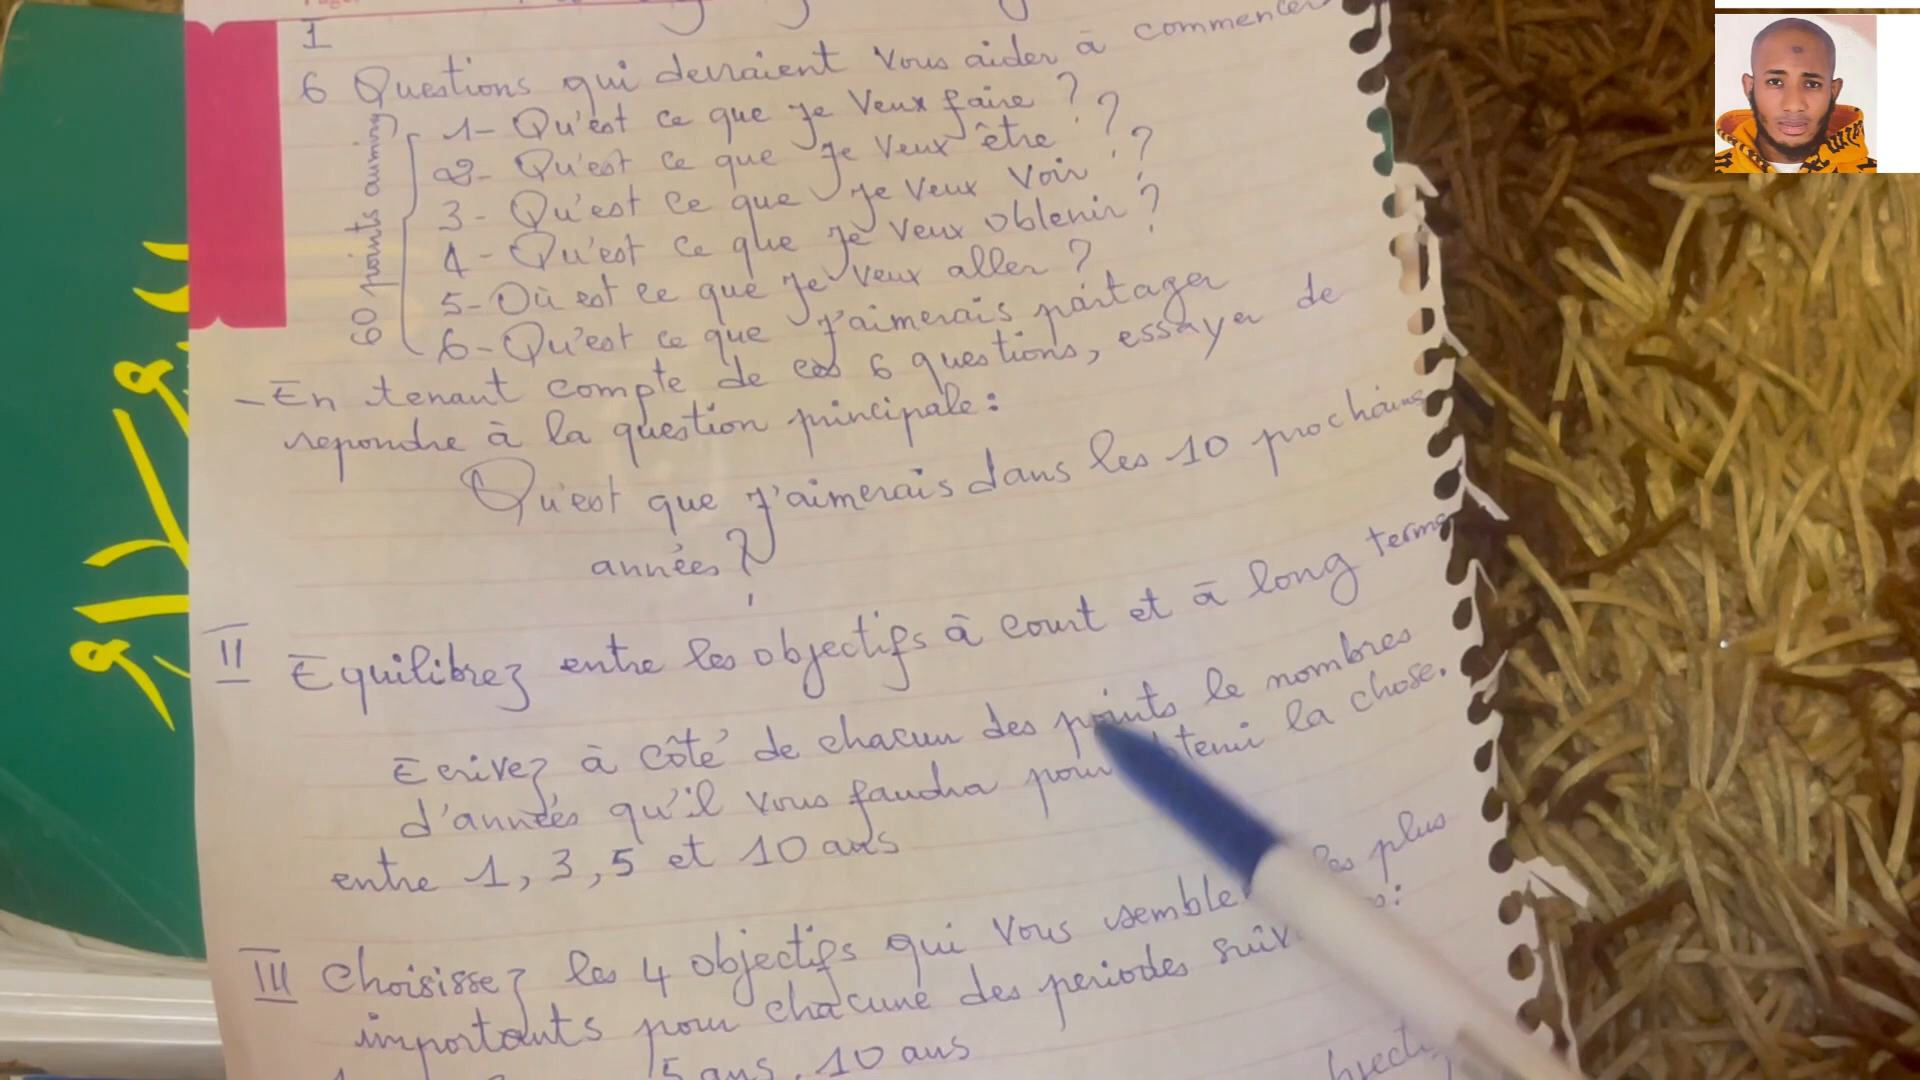 I
6 Questions qui devraient vous aider à commencer
60 points aumins
1- Qu'est ce que je veux faire ?
2- Qu'est ce que je veux être ?
3- Qu'est ce que je veux voir ?
4- Qu'est ce que je veux obtenir ?
5- Où est ce que je veux aller ?
6- Qu'est ce que j'aimerais partager
- En tenant compte de ces 6 questions, essayer de
repondre à la question principale :
Qu'est que j'aimerais dans les 10 prochaines
années ?
II Equilibrez entre les objectifs à court et à long terme
Ecrivez à côté de chacun des points le nombres
d'années qu'il vous faudra pour obtenir la chose.
entre 1, 3, 5 et 10 ans
III Choisissez les 4 objectifs qui vous semble les plus
importants pour chacune des periodes
5 ans, 10 ans